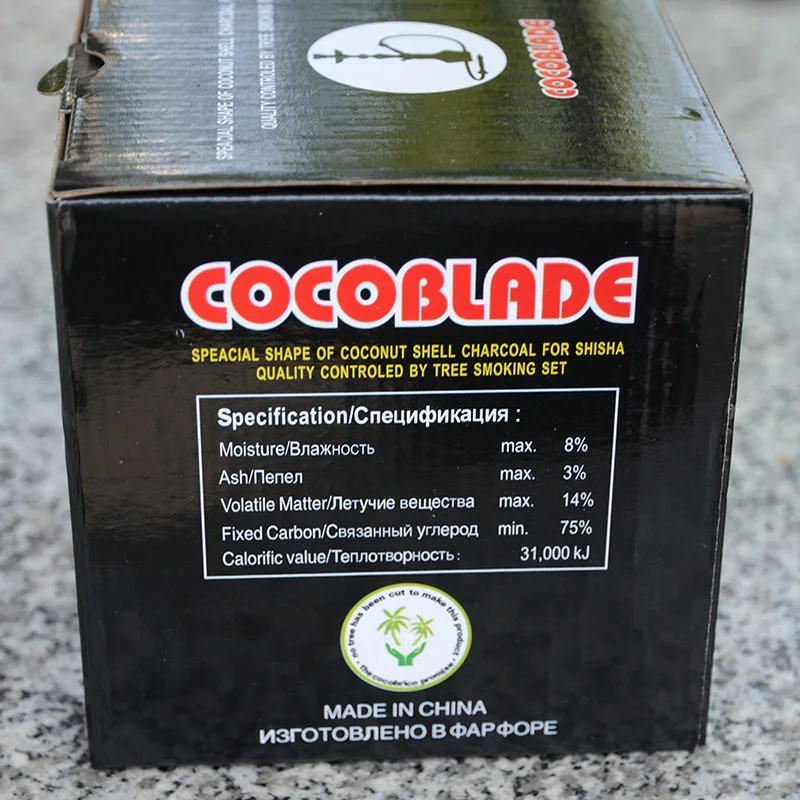 SPEACIAL SHAPE OF COCONUT SHELL CHARCOAL
QUALITY CONTROLED BY TREE SMOKING
COCOBLADE
COCOBLADE
SPEACIAL SHAPE OF COCONUT SHELL CHARCOAL FOR SHISHA
QUALITY CONTROLED BY TREE SMOKING SET
Specification/Спецификация :
Moisture/Влажность max. 8%
Ash/Пепел max. 3%
Volatile Matter/Летучие вещества max. 14%
Fixed Carbon/Связанный углерод min. 75%
Calorific value/Теплотворность: 31,000 kJ
no tree has been cut to make this product
· the cocobrico promise ·
MADE IN CHINA
ИЗГОТОВЛЕНО В ФАРФОРЕ